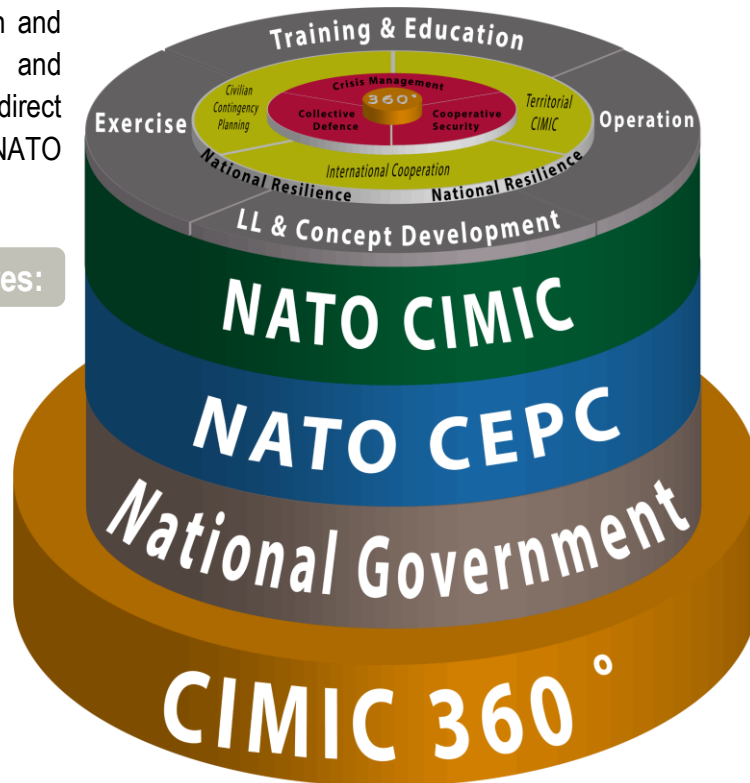 n and
and
direct
NATO
es:
Training & Education
Exercise
Operation
LL & Concept Development
Civilian
Contingency
Planning
Territorial
CIMIC
International Cooperation
National Resilience
National Resilience
Crisis Management
Collective
Defence
Cooperative
Security
360°
NATO CIMIC
NATO CEPC
National Government
CIMIC 360°